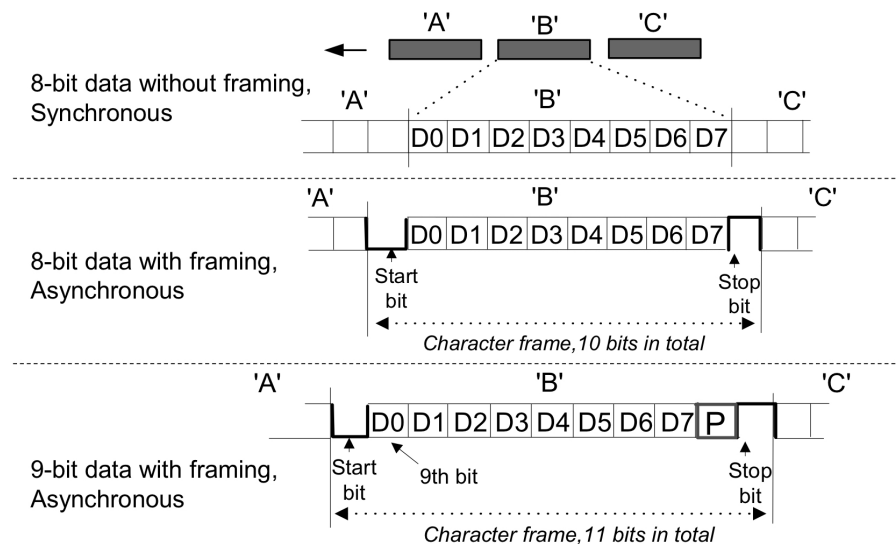 'A' 'B' 'C'
8-bit data without framing,
Synchronous
'A' 'B' 'C'
D0 D1 D2 D3 D4 D5 D6 D7
'A' 'B' 'C'
D0 D1 D2 D3 D4 D5 D6 D7
8-bit data with framing,
Asynchronous
Start
bit
Stop
bit
Character frame,10 bits in total
'A' 'B' 'C'
D0 D1 D2 D3 D4 D5 D6 D7 P
9-bit data with framing,
Asynchronous
Start
bit
9th bit
Stop
bit
Character frame,11 bits in total